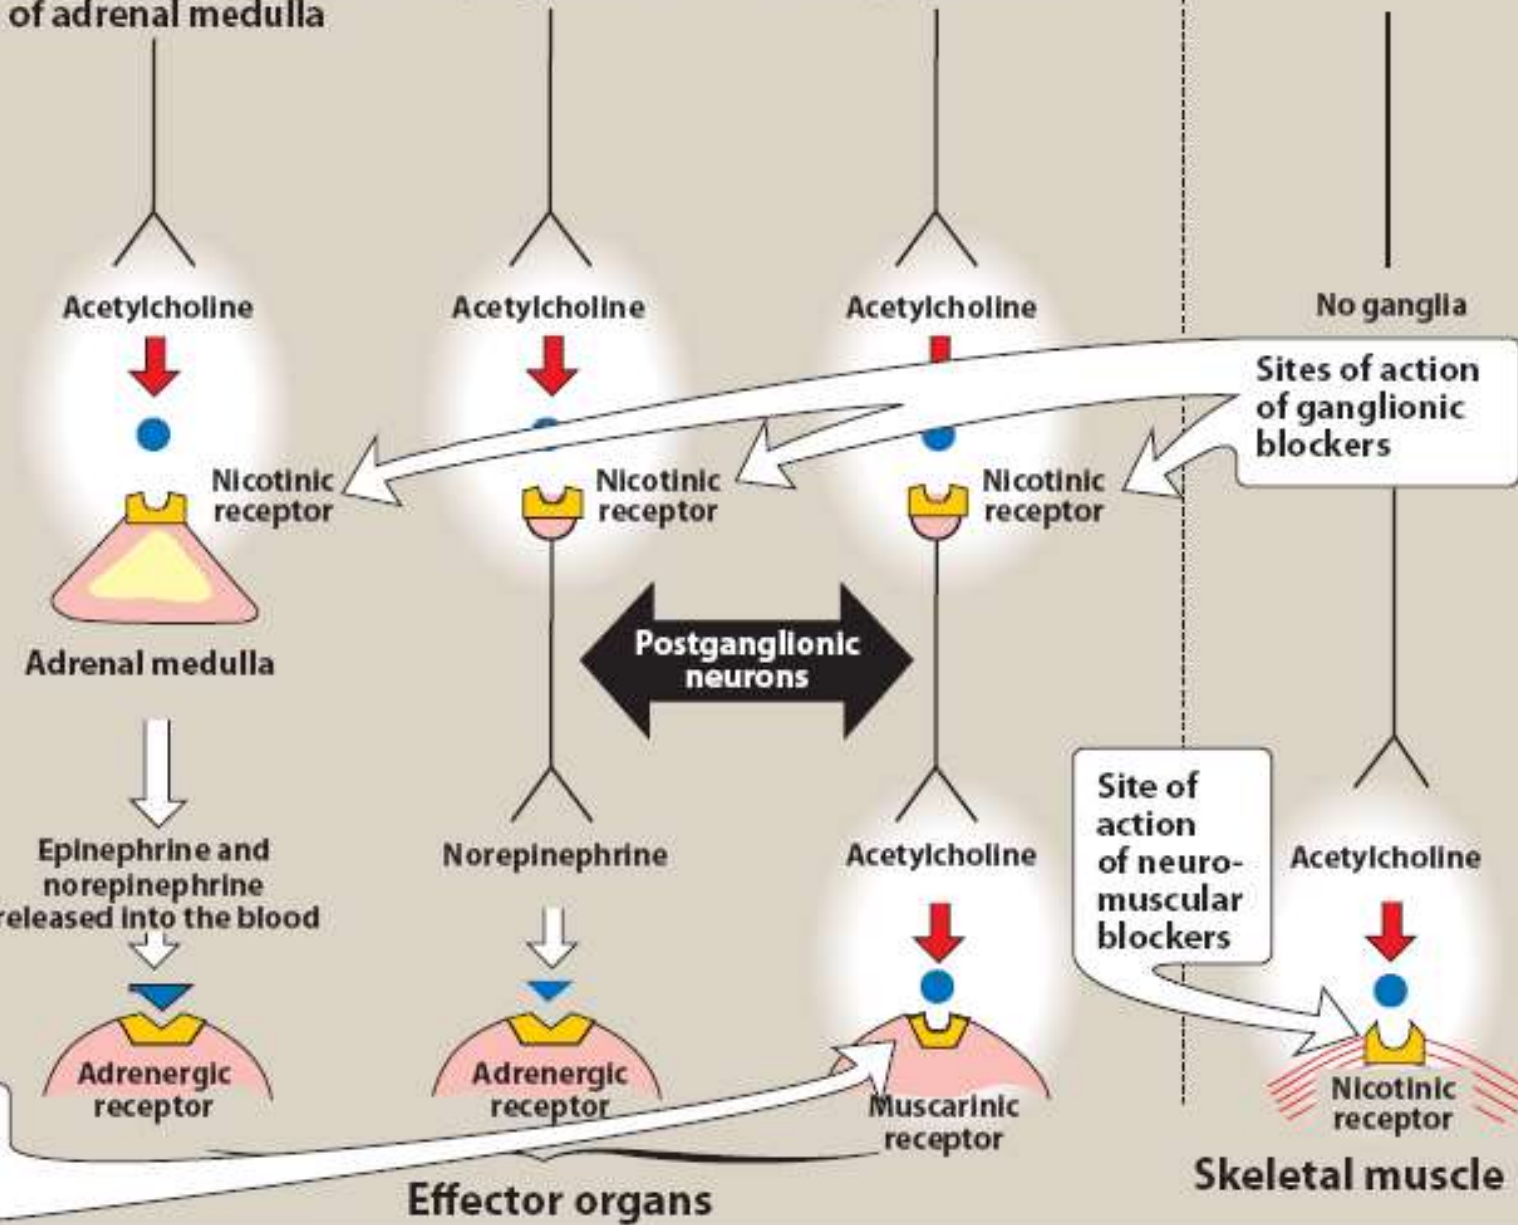 of adrenal medulla
Acetylcholine
Acetylcholine
Acetylcholine
No ganglia
Sites of action
of ganglionic
blockers
Nicotinic
receptor
Nicotinic
receptor
Nicotinic
receptor
Postganglionic
neurons
Adrenal medulla
Site of
action
of neuro-
muscular
blockers
Epinephrine and
norepinephrine
released into the blood
Norepinephrine
Acetylcholine
Acetylcholine
Adrenergic
receptor
Adrenergic
receptor
Muscarinic
receptor
Nicotinic
receptor
Effector organs
Skeletal muscle